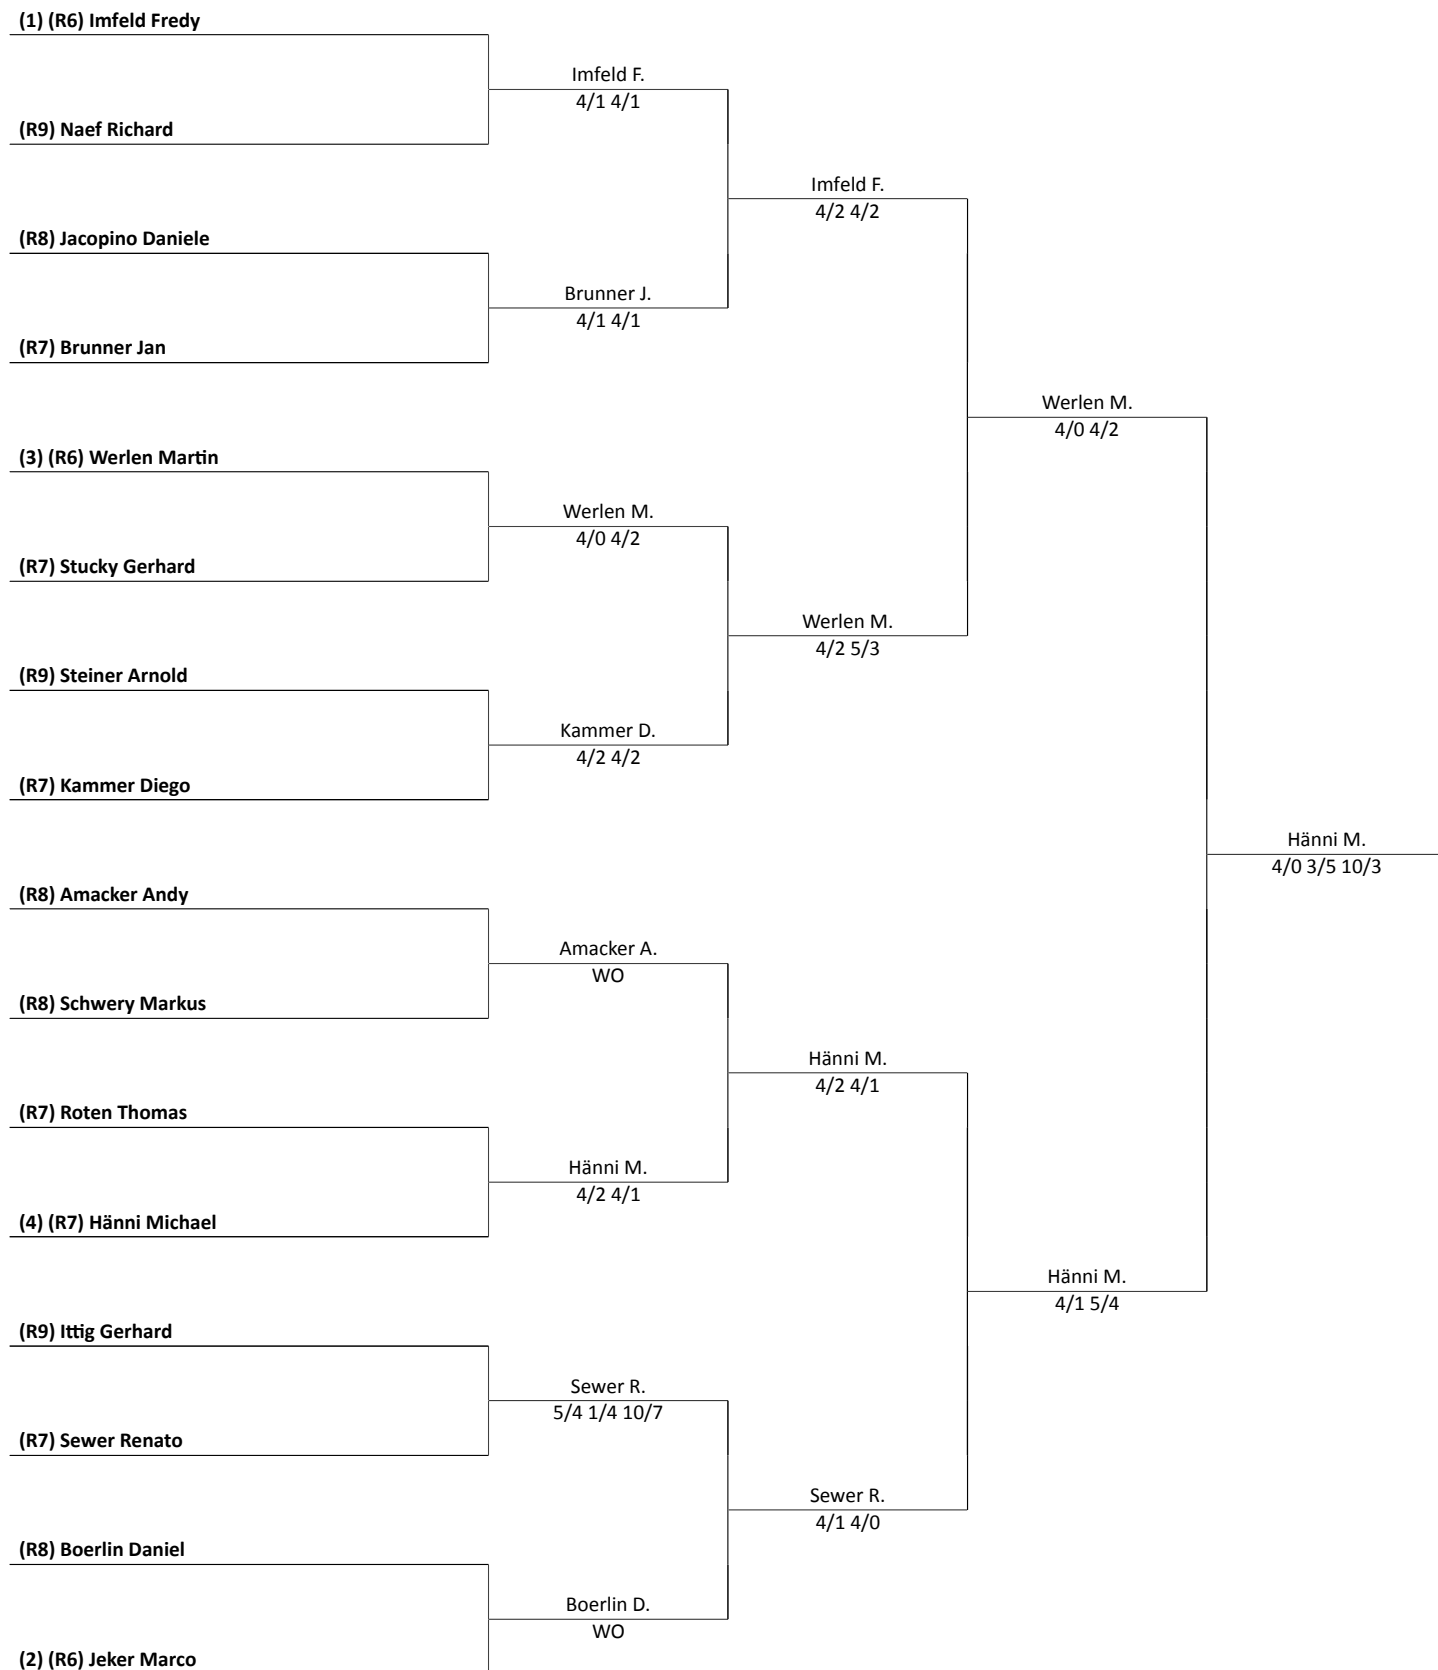 (1) (R6) Imfeld Fredy
Imfeld F.
4/1 4/1
(R9) Naef Richard
Imfeld F.
4/2 4/2
(R8) Jacopino Daniele
Brunner J.
4/1 4/1
(R7) Brunner Jan
Werlen M.
4/0 4/2
(3) (R6) Werlen Martin
Werlen M.
4/0 4/2
(R7) Stucky Gerhard
Werlen M.
4/2 5/3
(R9) Steiner Arnold
Kammer D.
4/2 4/2
(R7) Kammer Diego
Hänni M.
4/0 3/5 10/3
(R8) Amacker Andy
Amacker A.
WO
(R8) Schwery Markus
Hänni M.
4/2 4/1
(R7) Roten Thomas
Hänni M.
4/2 4/1
(4) (R7) Hänni Michael
Hänni M.
4/1 5/4
(R9) Ittig Gerhard
Sewer R.
5/4 1/4 10/7
(R7) Sewer Renato
Sewer R.
4/1 4/0
(R8) Boerlin Daniel
Boerlin D.
WO
(2) (R6) Jeker Marco